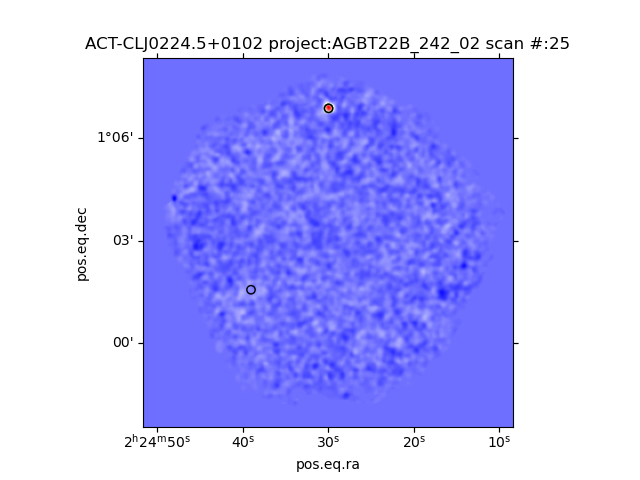 ACT-CLJ0224.5+0102 project:AGBT22B_242_02 scan #:25
pos.eq.dec
1°06'
03'
00'
2ʰ24ᵐ50ˢ 40ˢ 30ˢ 20ˢ 10ˢ
pos.eq.ra